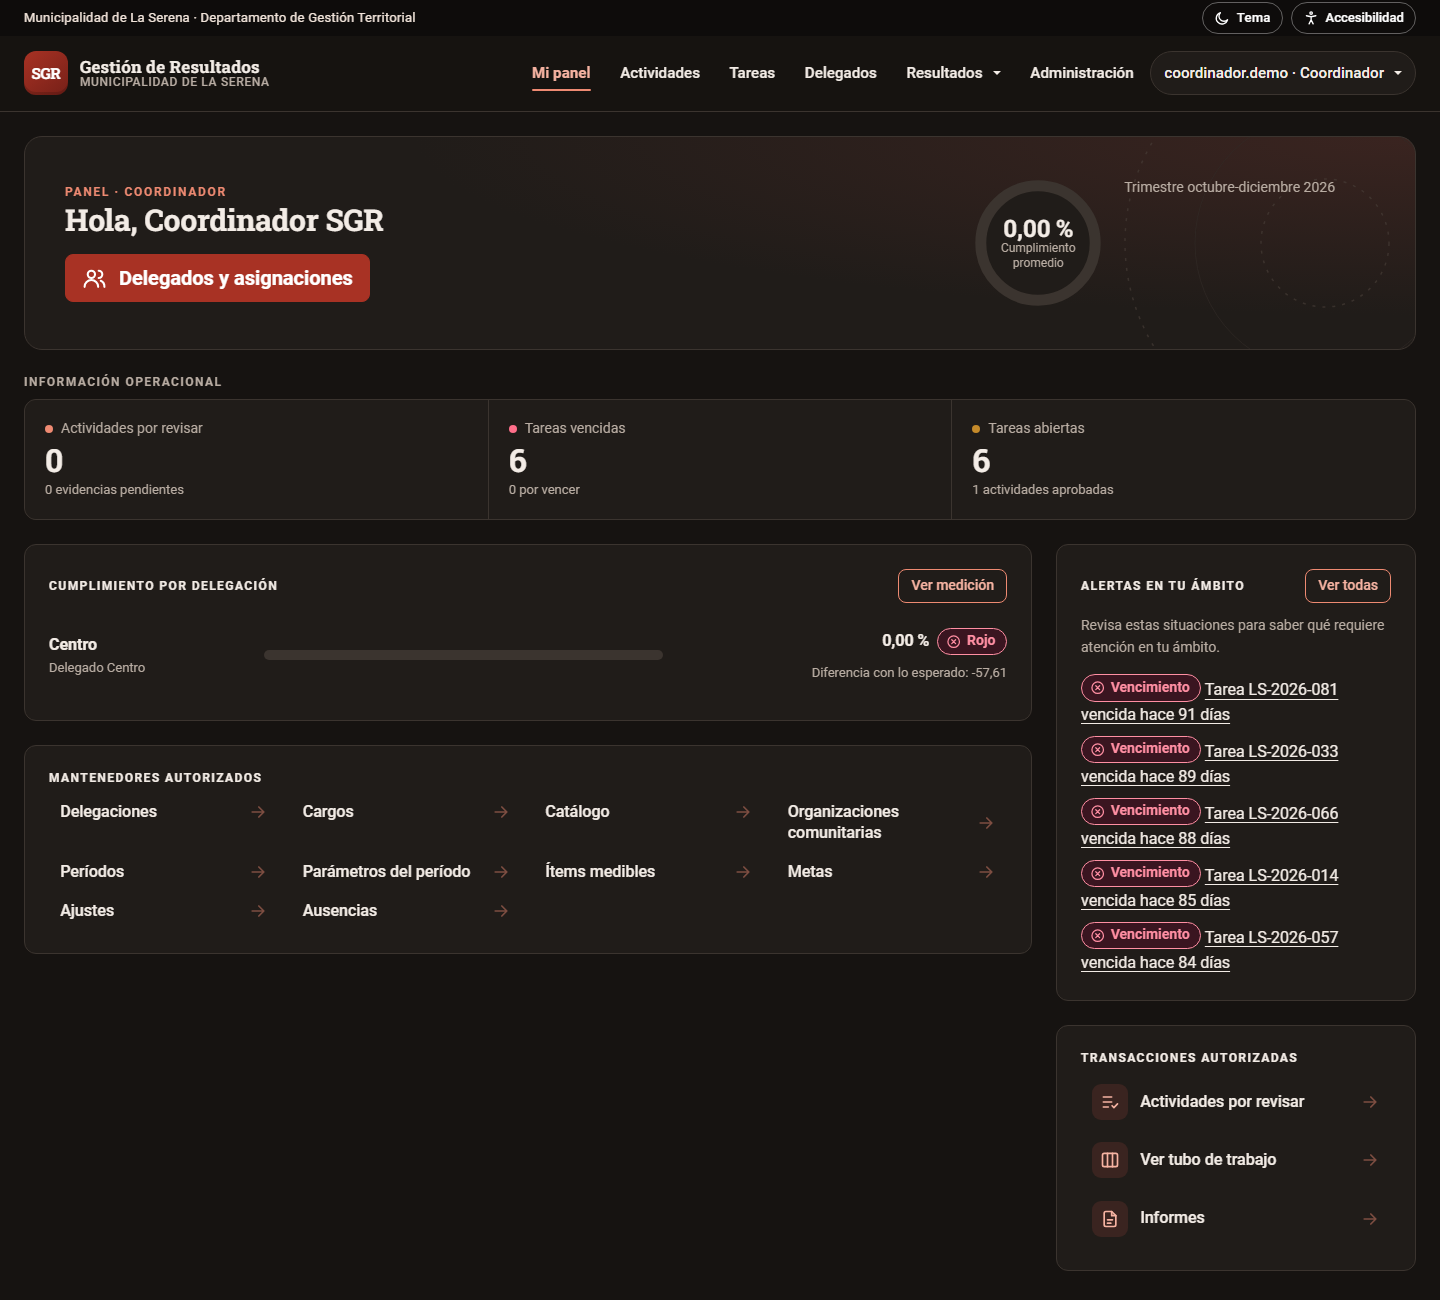 Municipalidad de La Serena · Departamento de Gestión Territorial
Tema
Accesibilidad
SGR
Gestión de Resultados
MUNICIPALIDAD DE LA SERENA
Mi panel
Actividades
Tareas
Delegados
Resultados
Administración
coordinador.demo · Coordinador
PANEL · COORDINADOR
Hola, Coordinador SGR
Delegados y asignaciones
0,00 %
Cumplimiento
promedio
Trimestre octubre-diciembre 2026
INFORMACIÓN OPERACIONAL
Actividades por revisar
0
0 evidencias pendientes
Tareas vencidas
6
0 por vencer
Tareas abiertas
6
1 actividades aprobadas
CUMPLIMIENTO POR DELEGACIÓN
Ver medición
Centro
Delegado Centro
0,00 %
Rojo
Diferencia con lo esperado: -57,61
MANTENEDORES AUTORIZADOS
Delegaciones
Cargos
Catálogo
Organizaciones
comunitarias
Períodos
Parámetros del período
Ítems medibles
Metas
Ajustes
Ausencias
ALERTAS EN TU ÁMBITO
Ver todas
Revisa estas situaciones para saber qué requiere
atención en tu ámbito.
Vencimiento Tarea LS-2026-081
vencida hace 91 días
Vencimiento Tarea LS-2026-033
vencida hace 89 días
Vencimiento Tarea LS-2026-066
vencida hace 88 días
Vencimiento Tarea LS-2026-014
vencida hace 85 días
Vencimiento Tarea LS-2026-057
vencida hace 84 días
TRANSACCIONES AUTORIZADAS
Actividades por revisar
Ver tubo de trabajo
Informes